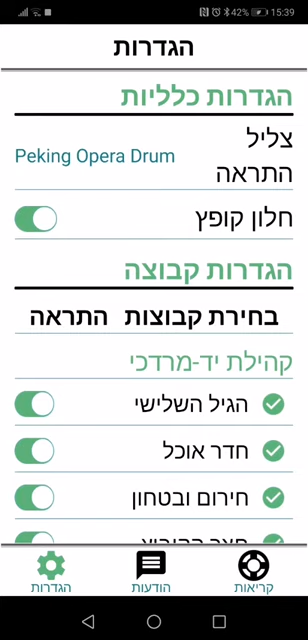 42% 15:39
הגדרות
הגדרות כלליות
צליל
התראה
Peking Opera Drum
חלון קופץ
הגדרות קבוצה
בחירת קבוצות התראה
קהילת יד-מרדכי
הגיל השלישי
חדר אוכל
חירום ובטחון
קריאות הודעות הגדרות